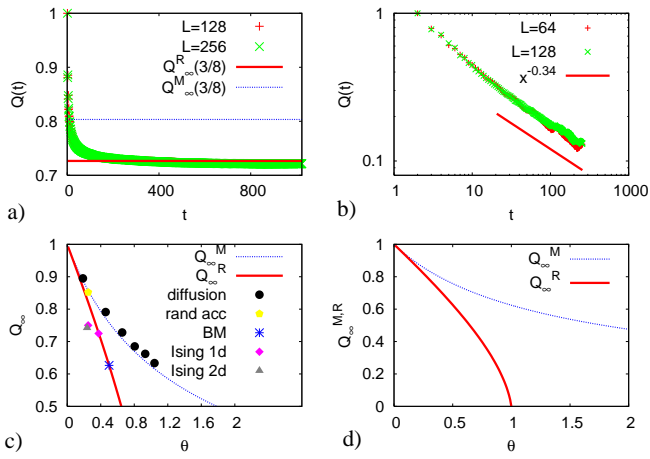 1
0.9
0.8
0.7
0 400 800
Q(t)
t
L=128
L=256
Q^R_∞(3/8)
Q^M_∞(3/8)
a)
1
0.1
1 10 100 1000
Q(t)
t
L=64
L=128
x^-0.34
b)
1
0.9
0.8
0.7
0.6
0.5
0 0.4 0.8 1.2 1.6 2
Q_∞
θ
Q_∞^M
Q_∞^R
diffusion
rand acc
BM
Ising 1d
Ising 2d
c)
1
0.8
0.6
0.4
0.2
0
0 0.5 1 1.5 2
Q_∞^M,R
θ
Q_∞^M
Q_∞^R
d)